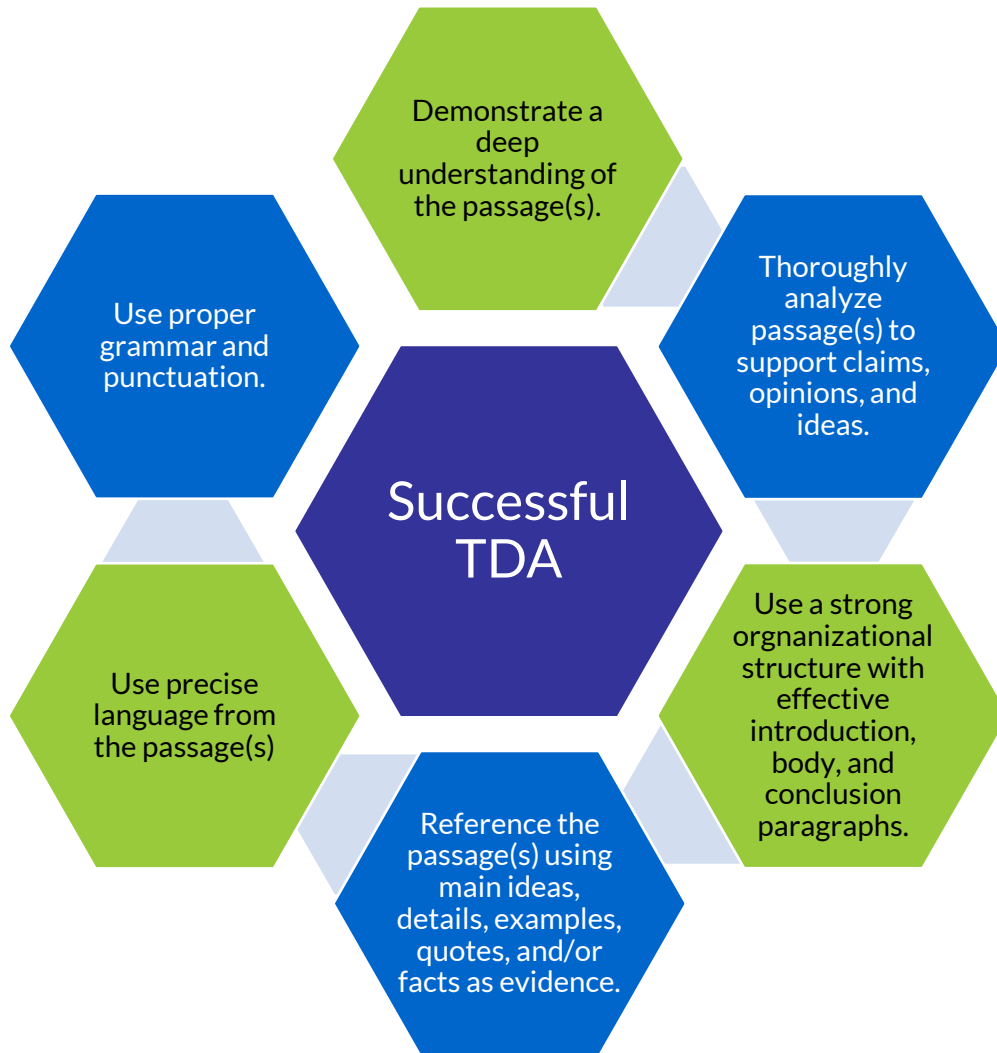 Demonstrate a
deep
understanding of
the passage(s).
Thoroughly
analyze
passage(s) to
support claims,
opinions, and
ideas.
Use a strong
orgnanizational
structure with
effective
introduction,
body, and
conclusion
paragraphs.
Reference the
passage(s) using
main ideas,
details, examples,
quotes, and/or
facts as evidence.
Use precise
language from
the passage(s)
Use proper
grammar and
punctuation.
Successful
TDA